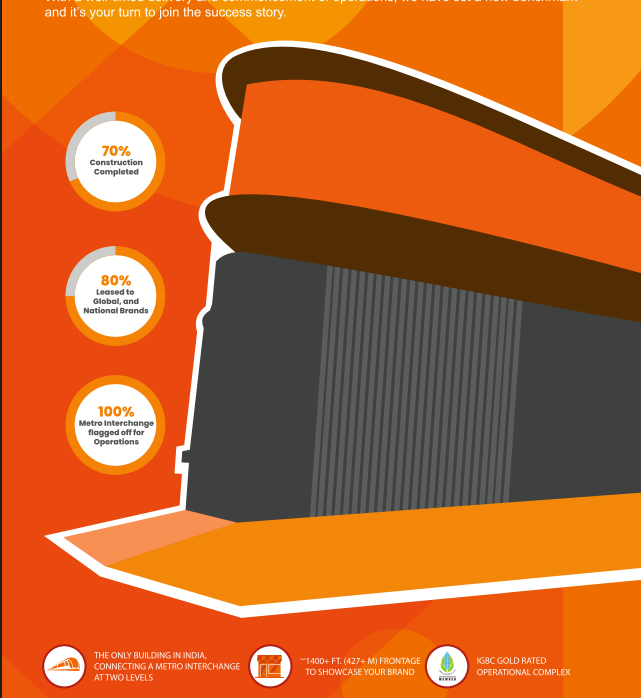 and it's your turn to join the success story.
70%
Construction
Completed
80%
Leased to
Global, and
National Brands
100%
Metro Interchange
flagged off for
Operations
THE ONLY BUILDING IN INDIA,
CONNECTING A METRO INTERCHANGE
AT TWO LEVELS
~1400+ FT. (427+ M) FRONTAGE
TO SHOWCASE YOUR BRAND
MEMBER
IGBC GOLD RATED
OPERATIONAL COMPLEX